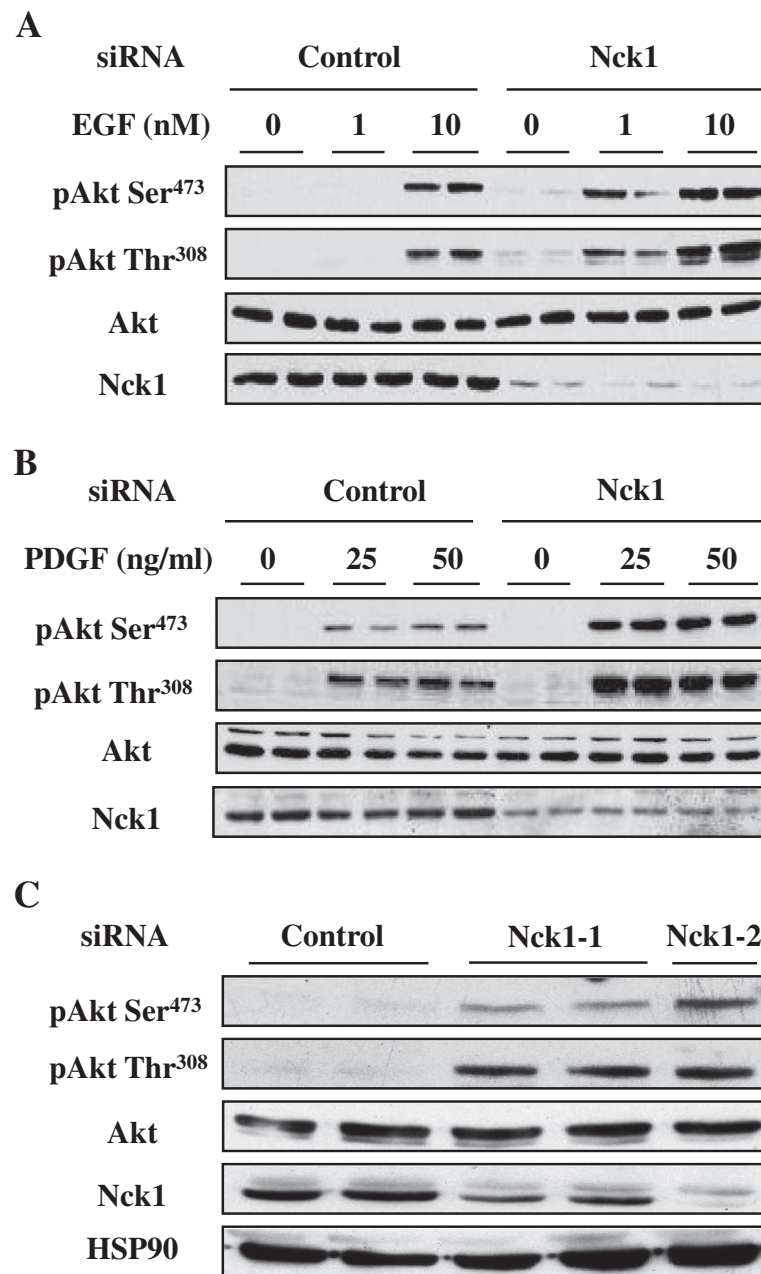 A
siRNA Control Nck1
EGF (nM) 0 1 10 0 1 10
pAkt Ser473
pAkt Thr308
Akt
Nck1
B
siRNA Control Nck1
PDGF (ng/ml) 0 25 50 0 25 50
pAkt Ser473
pAkt Thr308
Akt
Nck1
C
siRNA Control Nck1-1 Nck1-2
pAkt Ser473
pAkt Thr308
Akt
Nck1
HSP90